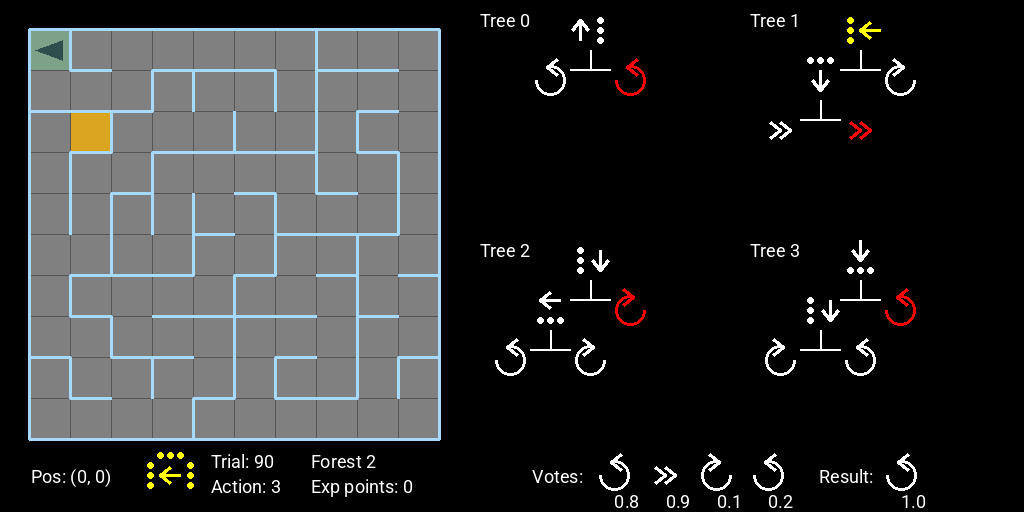 Tree 0
Tree 1
Tree 2
Tree 3
Pos: (0, 0)
Trial: 90
Forest 2
Action: 3
Exp points: 0
Votes:
0.8
0.9
0.1
0.2
Result:
1.0